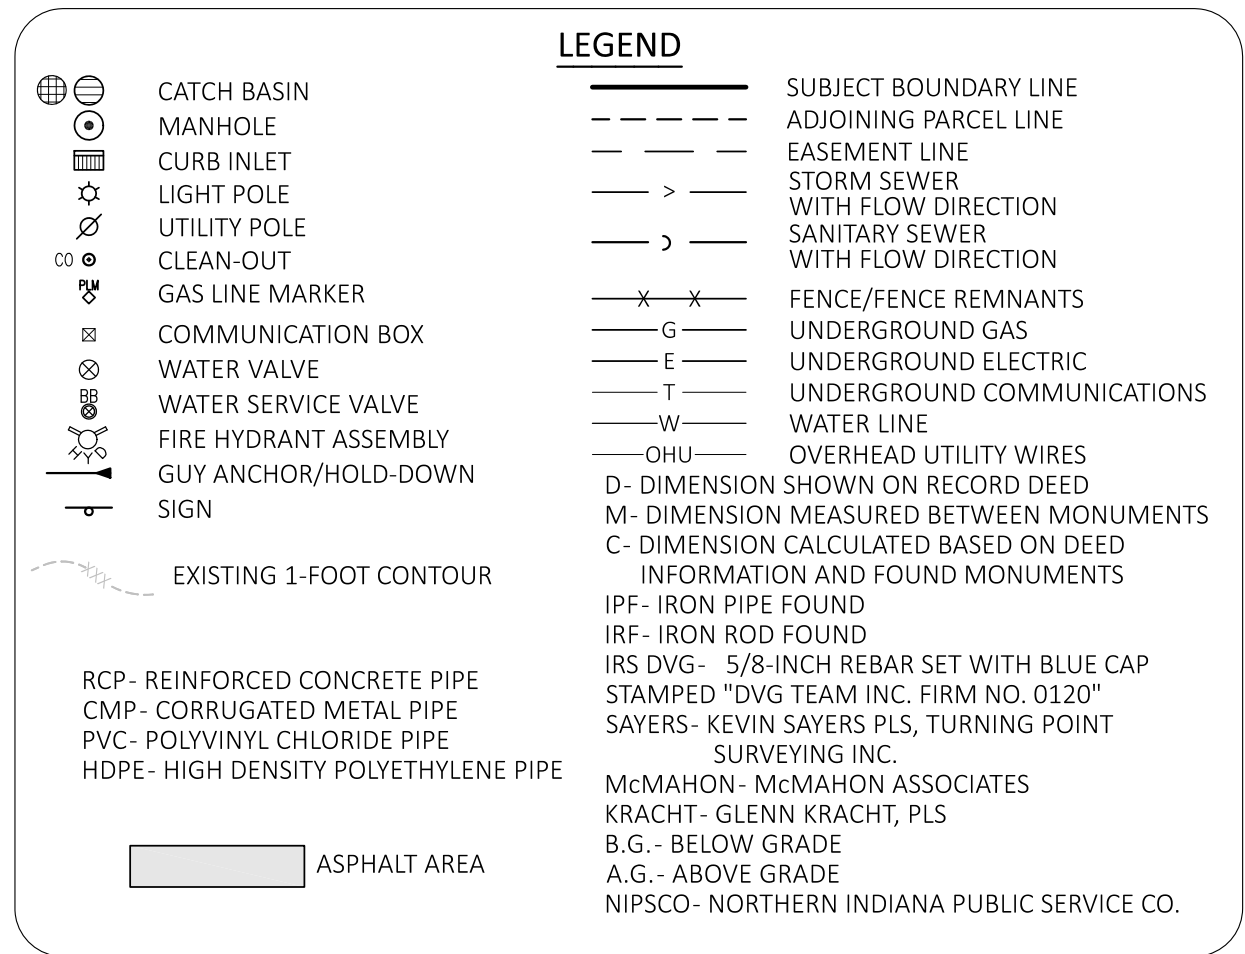 LEGEND
CATCH BASIN
MANHOLE
CURB INLET
LIGHT POLE
UTILITY POLE
CO CLEAN-OUT
PLM GAS LINE MARKER
COMMUNICATION BOX
WATER VALVE
BB WATER SERVICE VALVE
HYD FIRE HYDRANT ASSEMBLY
GUY ANCHOR/HOLD-DOWN
SIGN
XXX EXISTING 1-FOOT CONTOUR
RCP- REINFORCED CONCRETE PIPE
CMP- CORRUGATED METAL PIPE
PVC- POLYVINYL CHLORIDE PIPE
HDPE- HIGH DENSITY POLYETHYLENE PIPE
ASPHALT AREA
SUBJECT BOUNDARY LINE
ADJOINING PARCEL LINE
EASEMENT LINE
> STORM SEWER
WITH FLOW DIRECTION
SANITARY SEWER
WITH FLOW DIRECTION
X X FENCE/FENCE REMNANTS
G UNDERGROUND GAS
E UNDERGROUND ELECTRIC
T UNDERGROUND COMMUNICATIONS
W WATER LINE
OHU OVERHEAD UTILITY WIRES
D- DIMENSION SHOWN ON RECORD DEED
M- DIMENSION MEASURED BETWEEN MONUMENTS
C- DIMENSION CALCULATED BASED ON DEED
INFORMATION AND FOUND MONUMENTS
IPF- IRON PIPE FOUND
IRF- IRON ROD FOUND
IRS DVG- 5/8-INCH REBAR SET WITH BLUE CAP
STAMPED "DVG TEAM INC. FIRM NO. 0120"
SAYERS- KEVIN SAYERS PLS, TURNING POINT
SURVEYING INC.
McMAHON- McMAHON ASSOCIATES
KRACHT- GLENN KRACHT, PLS
B.G.- BELOW GRADE
A.G.- ABOVE GRADE
NIPSCO- NORTHERN INDIANA PUBLIC SERVICE CO.